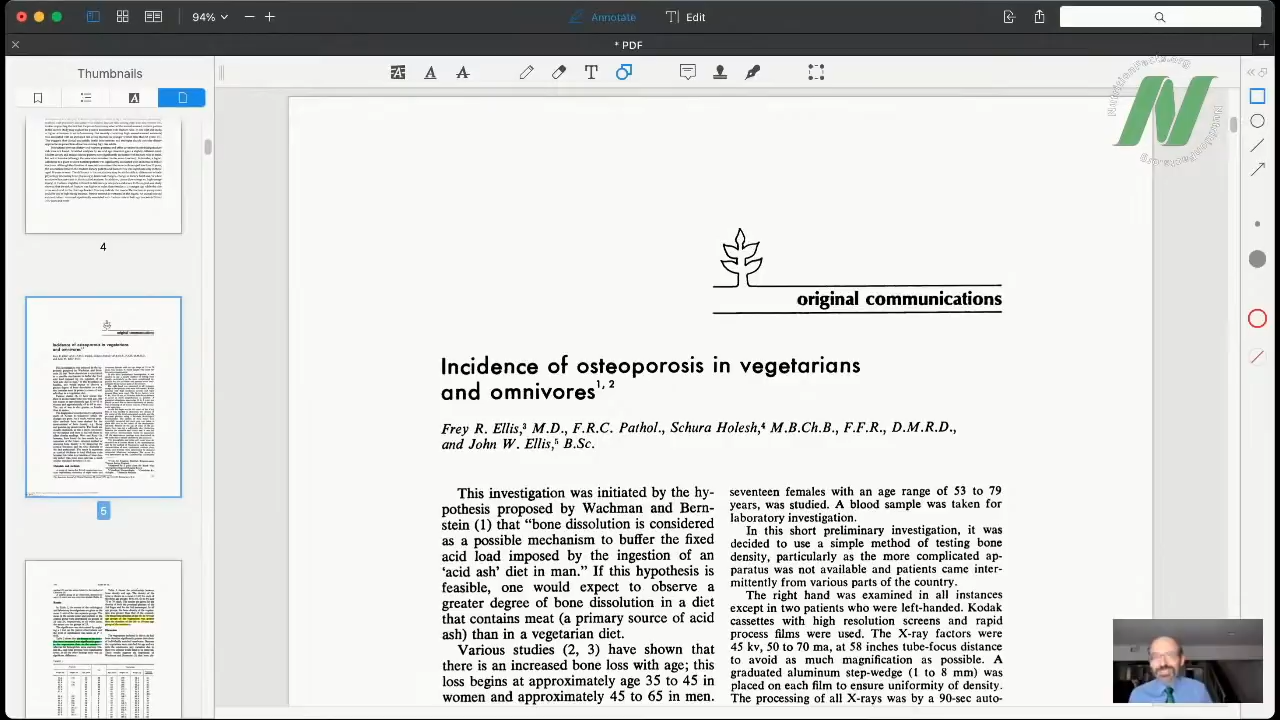 94%
Annotate
Edit
* PDF
Thumbnails
NutritionFacts.org
4
5
original communications
Incidence of osteoporosis in vegetarians
and omnivores1, 2
Frey R. Ellis,3 M.D., F.R.C. Pathol., Schura Holesh,4 M.B.Ch.B., F.F.R., D.M.R.D.,
and John W. Ellis,5 B.Sc.
This investigation was initiated by the hy-
pothesis proposed by Wachman and Bern-
stein (1) that “bone dissolution is considered
as a possible mechanism to buffer the fixed
acid load imposed by the ingestion of an
‘acid ash’ diet in man.” If this hypothesis is
feasible, one would expect to observe a
greater degree of bone dissolution in a diet
that contains meat (a primary source of acid
ash) than in a vegetarian diet.
Various studies (2, 3) have shown that
there is an increased bone loss with age; this
loss begins at approximately age 35 to 45 in
women and approximately 45 to 65 in men.
seventeen females with an age range of 53 to 79
years, was studied. A blood sample was taken for
laboratory investigation.
In this short preliminary investigation, it was
decided to use a simple method of testing bone
density, particularly as the more complicated ap-
paratus was not available and patients came inter-
mittently from various parts of the country.
The right hand was examined in all instances
except in two patients who were left-handed. Kodak
cassettes with high resolution screens and rapid
process films were used. The X-ray factors were
45 kv, 50 to 70 ms, at 58 inches tube-focus distance
to avoid as much magnification as possible. A
graduated aluminum step-wedge (1 to 8 mm) was
placed on each film to ensure uniformity of density.
The processing of all X-rays was by a 90-sec auto-